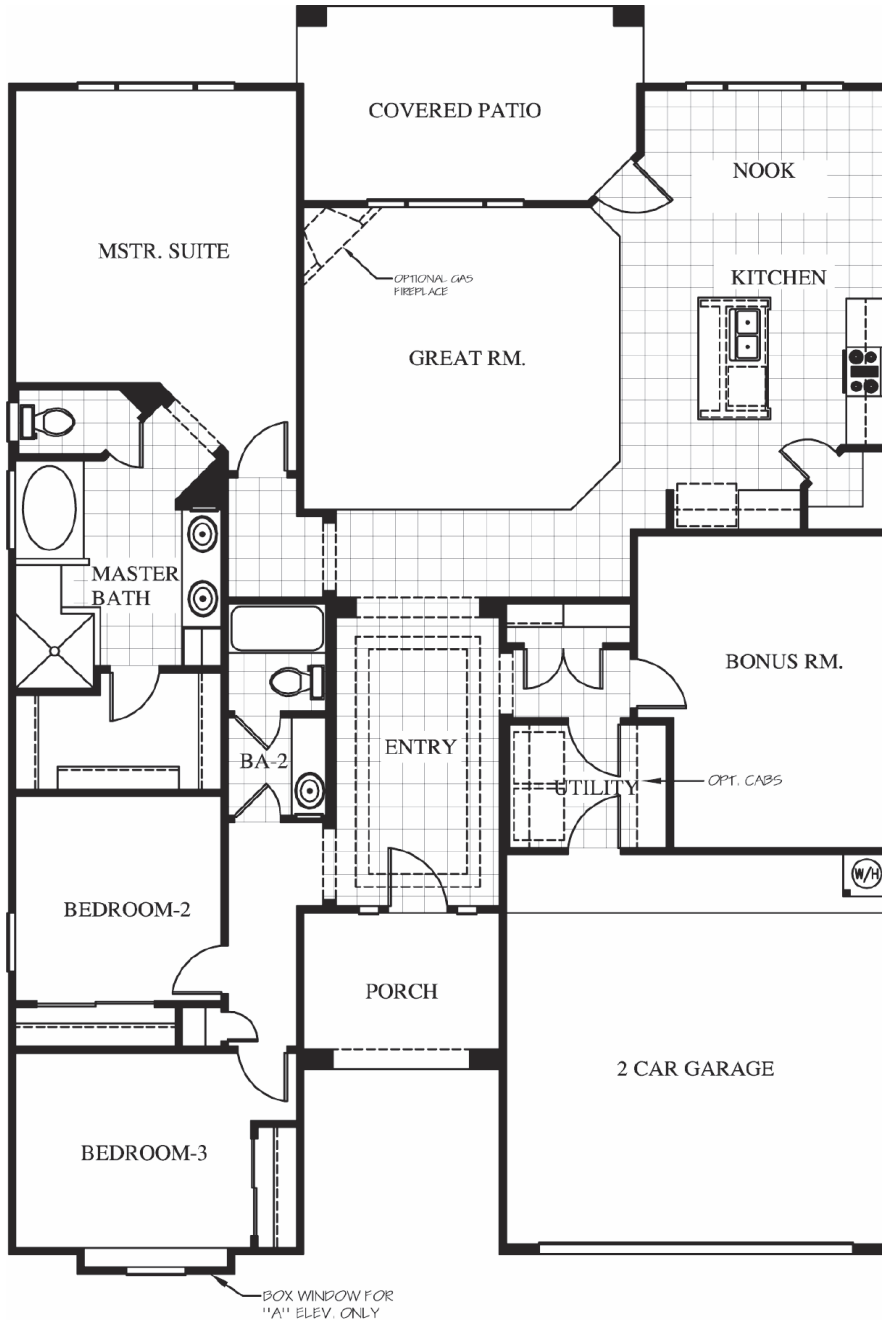 COVERED PATIO
NOOK
MSTR. SUITE
OPTIONAL GAS
FIREPLACE
KITCHEN
GREAT RM.
MASTER
BATH
BONUS RM.
ENTRY
BA-2
UTILITY
OPT. CABS
W/H
BEDROOM-2
PORCH
2 CAR GARAGE
BEDROOM-3
BOX WINDOW FOR
"A" ELEV. ONLY